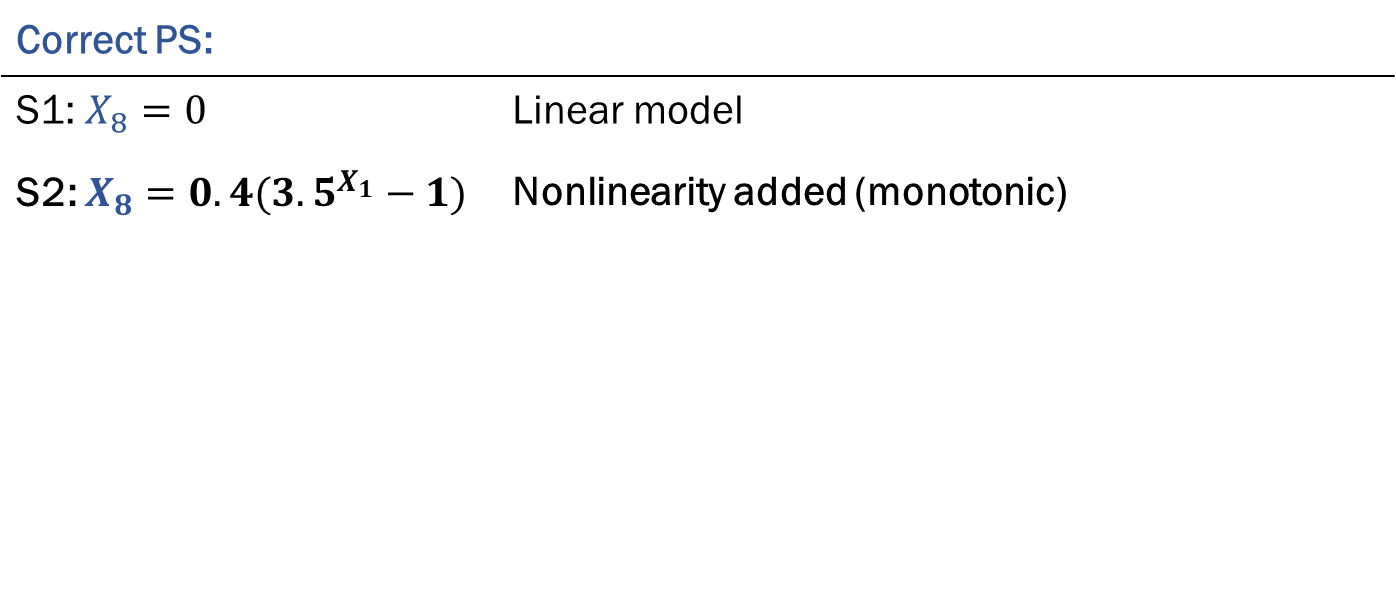 Correct PS:
S1: X₈ = 0 Linear model
S2: X₈ = 0.4(3.5^X₁ − 1) Nonlinearity added (monotonic)